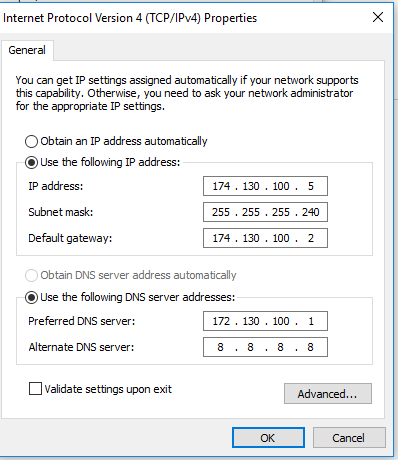 Internet Protocol Version 4 (TCP/IPv4) Properties
General
You can get IP settings assigned automatically if your network supports
this capability. Otherwise, you need to ask your network administrator
for the appropriate IP settings.
Obtain an IP address automatically
Use the following IP address:
IP address: 174 . 130 . 100 . 5
Subnet mask: 255 . 255 . 255 . 240
Default gateway: 174 . 130 . 100 . 2
Obtain DNS server address automatically
Use the following DNS server addresses:
Preferred DNS server: 172 . 130 . 100 . 1
Alternate DNS server: 8 . 8 . 8 . 8
Validate settings upon exit
Advanced...
OK Cancel